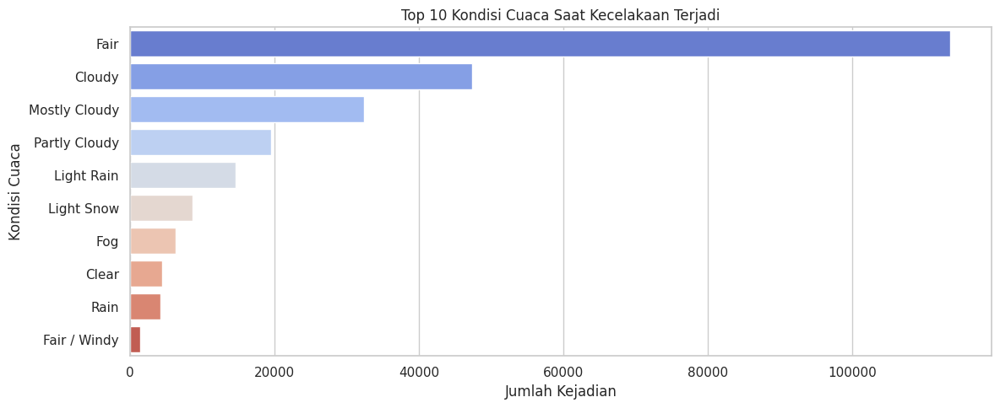 Top 10 Kondisi Cuaca Saat Kecelakaan Terjadi
Kondisi Cuaca
Fair
Cloudy
Mostly Cloudy
Partly Cloudy
Light Rain
Light Snow
Fog
Clear
Rain
Fair / Windy
0 20000 40000 60000 80000 100000
Jumlah Kejadian